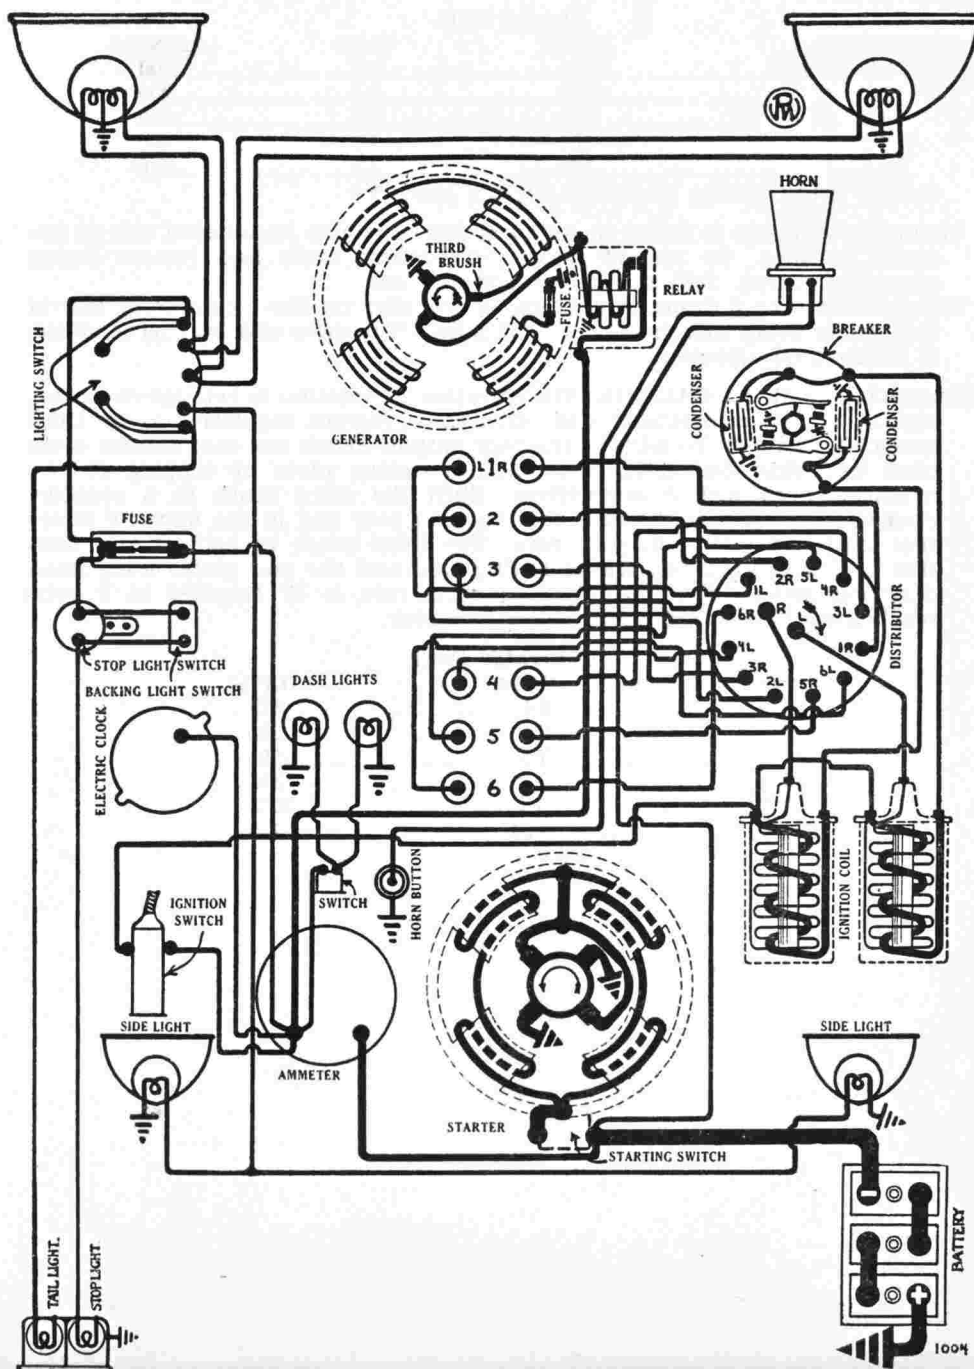 RWM
HORN
THIRD
BRUSH
FUSE
RELAY
BREAKER
LIGHTING SWITCH
CONDENSER
CONDENSER
GENERATOR
L 1 R
FUSE
2
3
2R 5L
1L 4R
6R R L 3L
4L 1R
3R 6L
2L 5R
DISTRIBUTOR
STOP LIGHT SWITCH
BACKING LIGHT SWITCH
DASH LIGHTS
4
ELECTRIC CLOCK
5
6
IGNITION
SWITCH
SWITCH
HORN BUTTON
IGNITION COIL
SIDE LIGHT
SIDE LIGHT
AMMETER
STARTER
STARTING SWITCH
BATTERY
TAIL LIGHT.
STOPLIGHT
1004